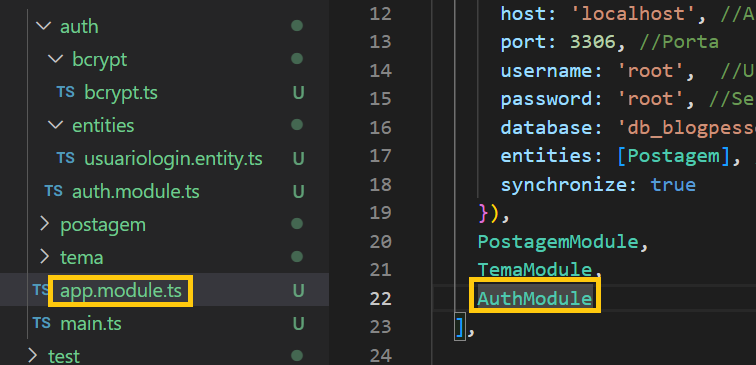 auth
bcrypt
TS bcrypt.ts U
entities
TS usuariologin.entity.ts U
TS auth.module.ts U
postagem
tema
TS app.module.ts U
TS main.ts U
test
12 host: 'localhost', //A
13 port: 3306, //Porta
14 username: 'root', //U
15 password: 'root', //Se
16 database: 'db_blogpess
17 entities: [Postagem],
18 synchronize: true
19 }),
20 PostagemModule,
21 TemaModule,
22 AuthModule
23 ],
24